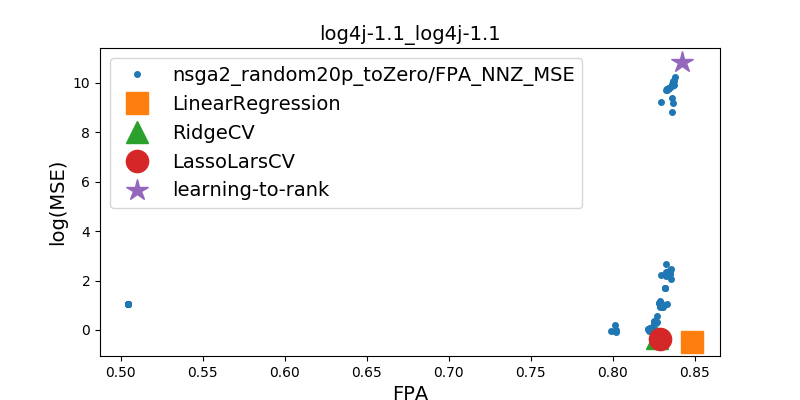 log4j-1.1_log4j-1.1
nsga2_random20p_toZero/FPA_NNZ_MSE
LinearRegression
RidgeCV
LassoLarsCV
learning-to-rank
log(MSE)
10
8
6
4
2
0
0.50 0.55 0.60 0.65 0.70 0.75 0.80 0.85
FPA